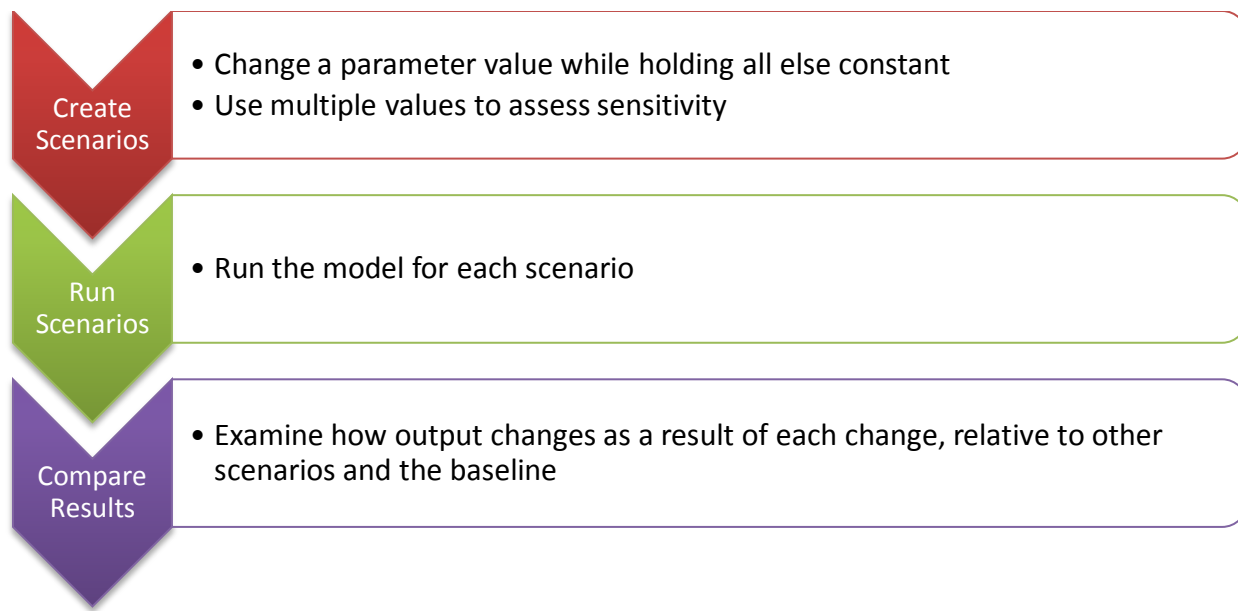 Create
Scenarios
• Change a parameter value while holding all else constant
• Use multiple values to assess sensitivity
Run
Scenarios
• Run the model for each scenario
Compare
Results
• Examine how output changes as a result of each change, relative to other
scenarios and the baseline